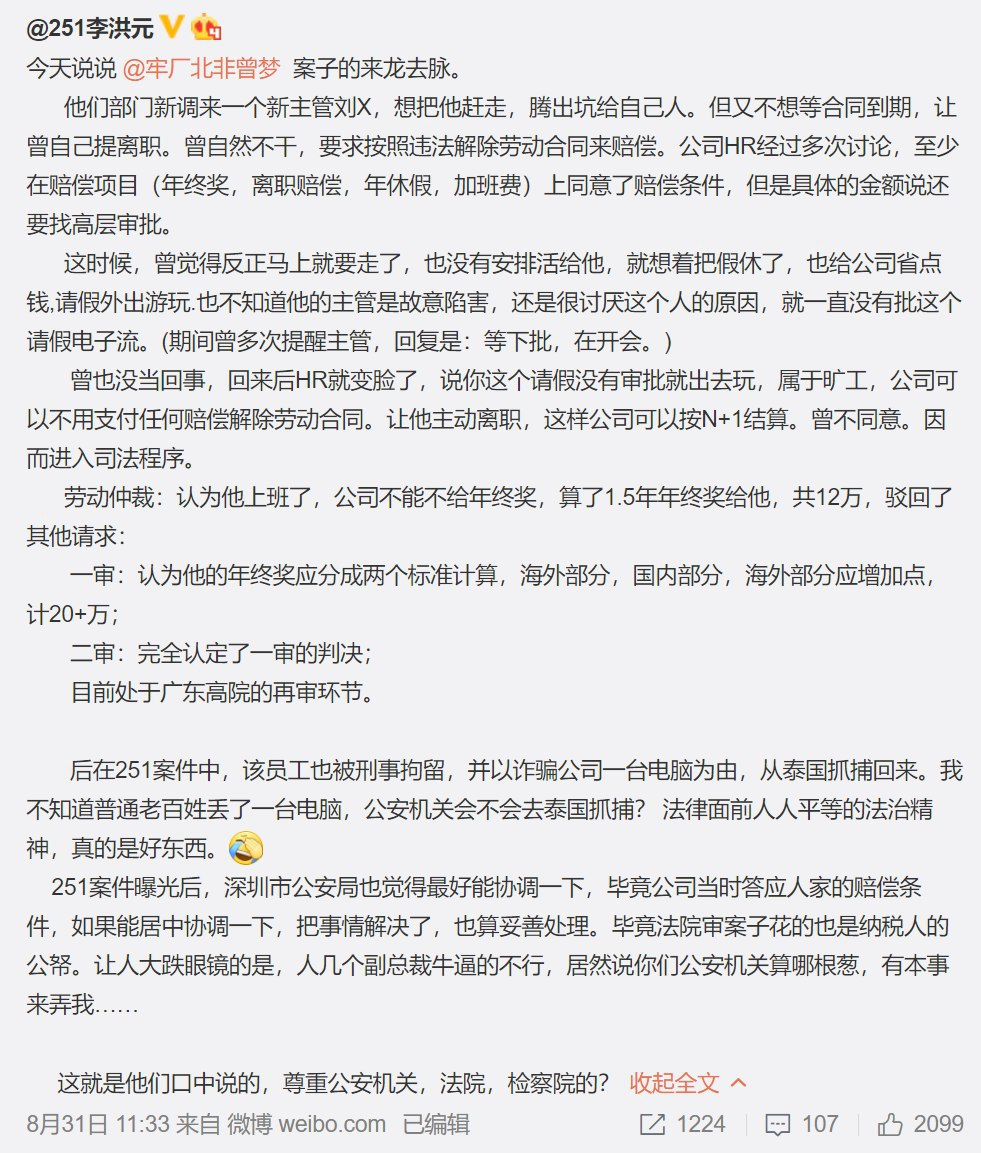 @251李洪元
今天说说 @牢厂北非曾梦 案子的来龙去脉。
他们部门新调来一个新主管刘X，想把他赶走，腾出坑给自己人。但又不想等合同到期，让
曾自己提离职。曾自然不干，要求按照违法解除劳动合同来赔偿。公司HR经过多次讨论，至少
在赔偿项目（年终奖，离职赔偿，年休假，加班费）上同意了赔偿条件，但是具体的金额说还
要找高层审批。
这时候，曾觉得反正马上就要走了，也没有安排活给他，就想着把假休了，也给公司省点
钱,请假外出游玩.也不知道他的主管是故意陷害，还是很讨厌这个人的原因，就一直没有批这个
请假电子流。(期间曾多次提醒主管，回复是：等下批，在开会。)
曾也没当回事，回来后HR就变脸了，说你这个请假没有审批就出去玩，属于旷工，公司可
以不用支付任何赔偿解除劳动合同。让他主动离职，这样公司可以按N+1结算。曾不同意。因
而进入司法程序。
劳动仲裁：认为他上班了，公司不能不给年终奖，算了1.5年年终奖给他，共12万，驳回了
其他请求：
一审：认为他的年终奖应分成两个标准计算，海外部分，国内部分，海外部分应增加点，
计20+万；
二审：完全认定了一审的判决；
目前处于广东高院的再审环节。
后在251案件中，该员工也被刑事拘留，并以诈骗公司一台电脑为由，从泰国抓捕回来。我
不知道普通老百姓丢了一台电脑，公安机关会不会去泰国抓捕？ 法律面前人人平等的法治精
神，真的是好东西。
251案件曝光后，深圳市公安局也觉得最好能协调一下，毕竟公司当时答应人家的赔偿条
件，如果能居中协调一下，把事情解决了，也算妥善处理。毕竟法院审案子花的也是纳税人的
公帑。让人大跌眼镜的是，人几个副总裁牛逼的不行，居然说你们公安机关算哪根葱，有本事
来弄我……
这就是他们口中说的，尊重公安机关，法院，检察院的？ 收起全文
8月31日 11:33 来自 微博 weibo.com 已编辑 1224 107 2099